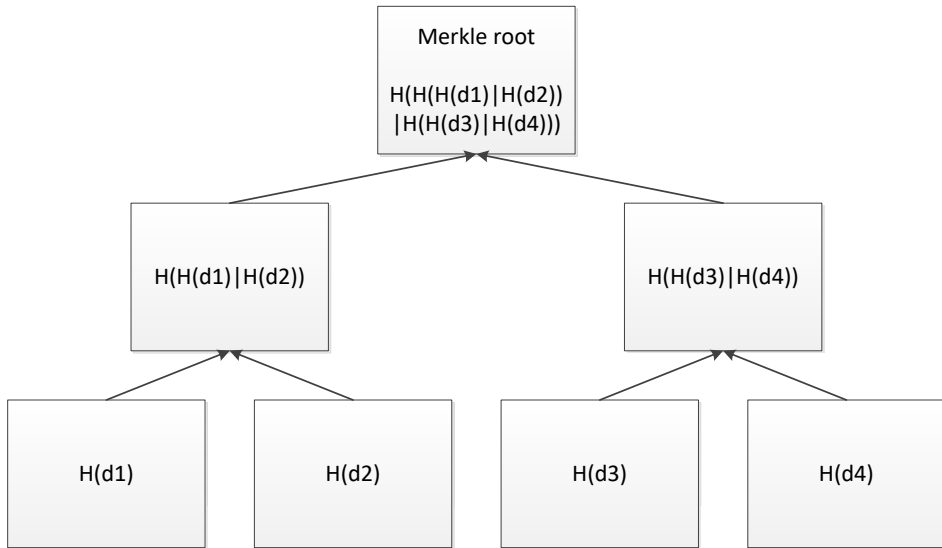 Merkle root
H(H(H(d1)|H(d2))
|H(H(d3)|H(d4)))
H(H(d1)|H(d2))
H(H(d3)|H(d4))
H(d1)
H(d2)
H(d3)
H(d4)